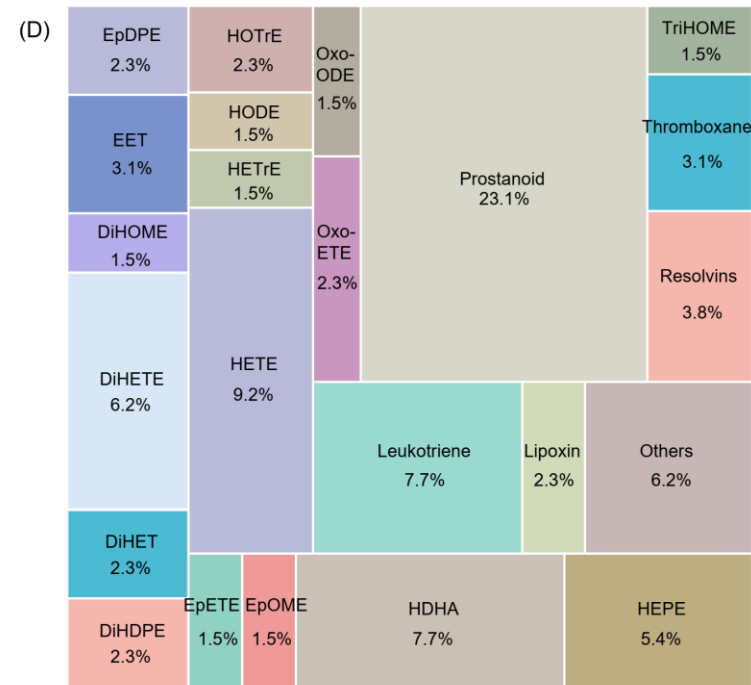 (D)
EpDPE
2.3%
EET
3.1%
DiHOME
1.5%
DiHETE
6.2%
DiHET
2.3%
DiHDPE
2.3%
HOTrE
2.3%
HODE
1.5%
HETrE
1.5%
HETE
9.2%
Oxo-
ODE
1.5%
Oxo-
ETE
2.3%
Prostanoid
23.1%
TriHOME
1.5%
Thromboxane
3.1%
Resolvins
3.8%
Leukotriene
7.7%
Lipoxin
2.3%
Others
6.2%
EpETE
1.5%
EpOME
1.5%
HDHA
7.7%
HEPE
5.4%